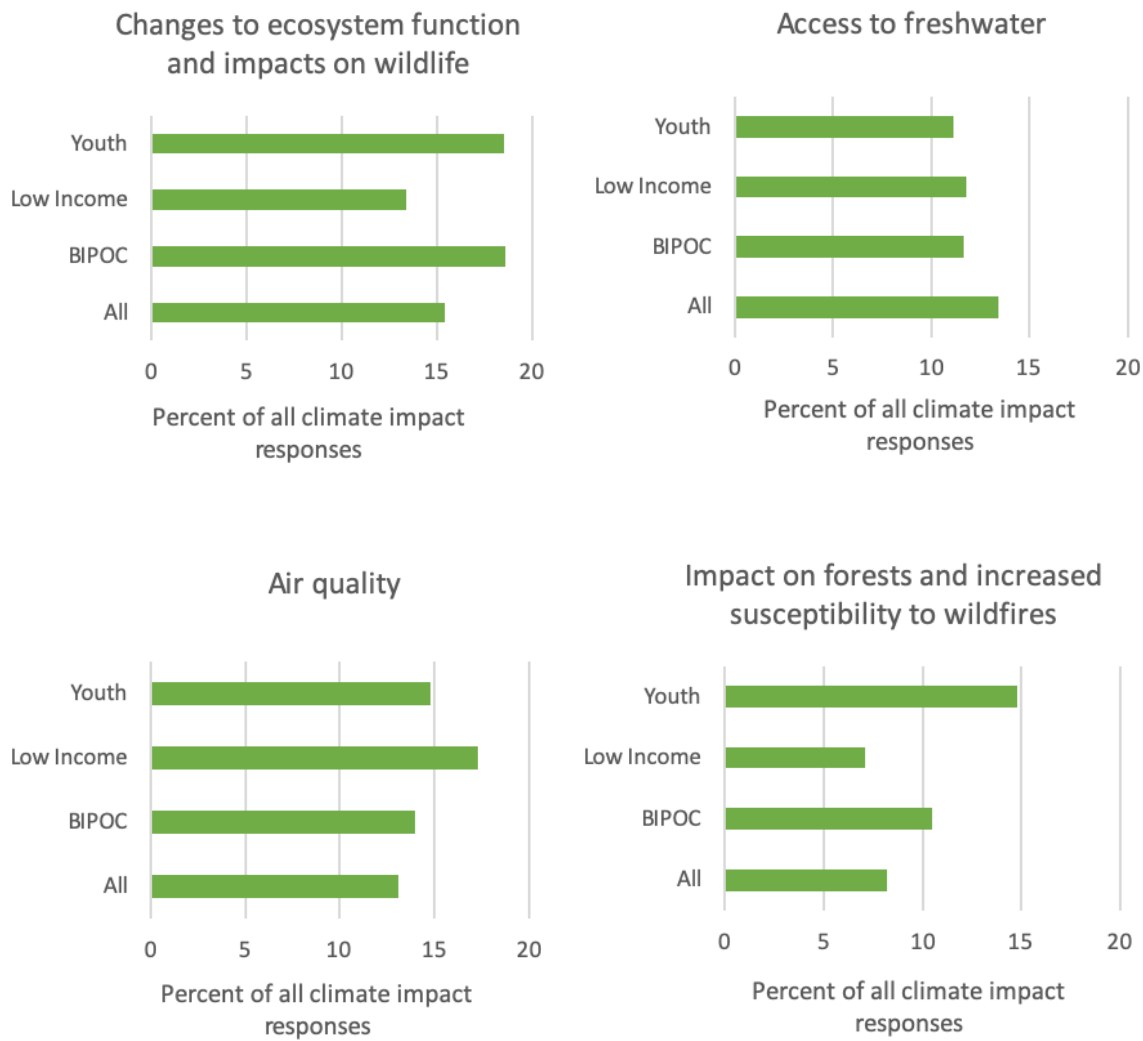 Changes to ecosystem function
and impacts on wildlife
Youth
Low Income
BIPOC
All
0 5 10 15 20
Percent of all climate impact
responses
Access to freshwater
Youth
Low Income
BIPOC
All
0 5 10 15 20
Percent of all climate impact
responses
Air quality
Youth
Low Income
BIPOC
All
0 5 10 15 20
Percent of all climate impact
responses
Impact on forests and increased
susceptibility to wildfires
Youth
Low Income
BIPOC
All
0 5 10 15 20
Percent of all climate impact
responses